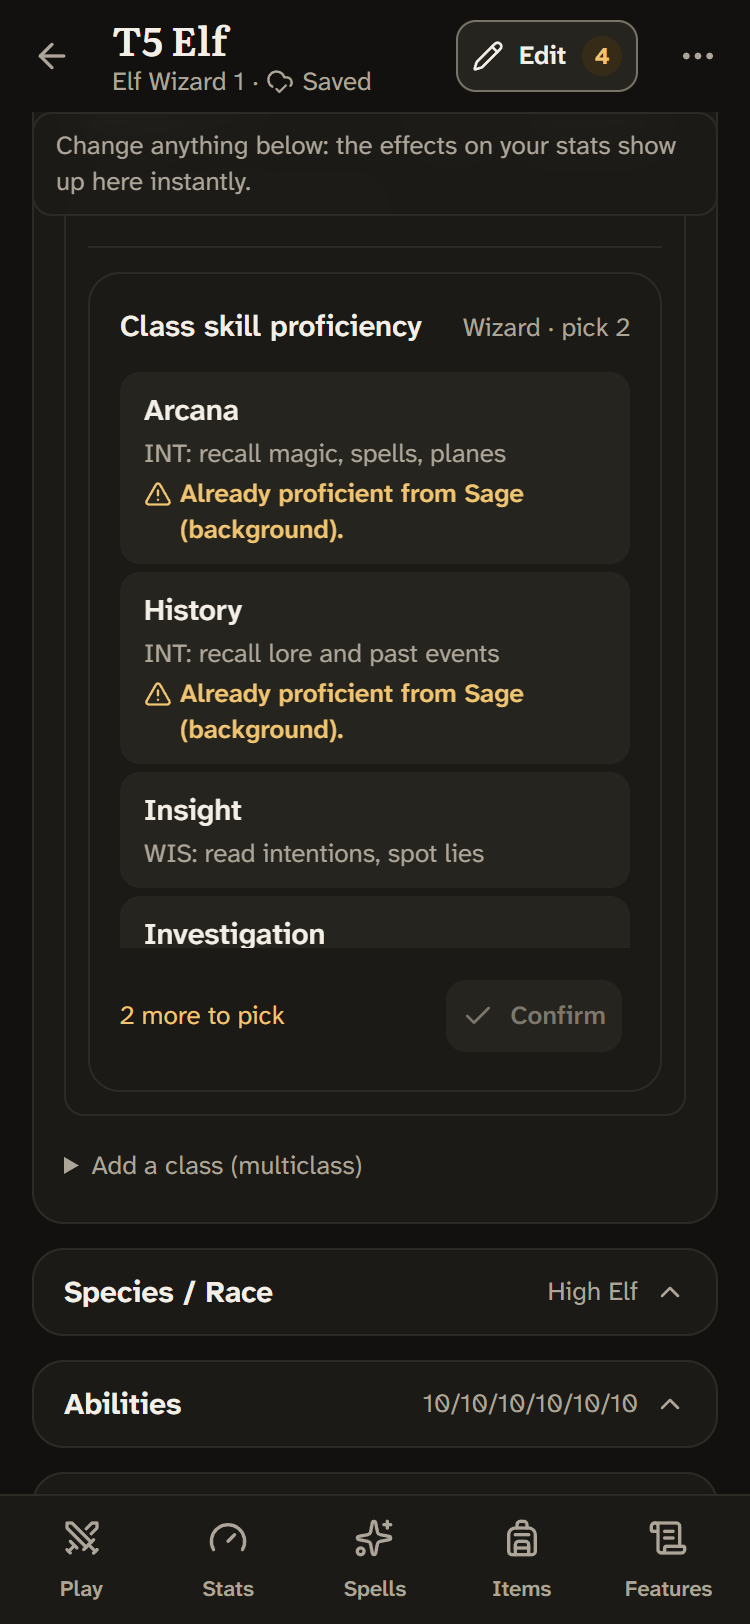 T5 Elf
Elf Wizard 1 · Saved
Edit 4
Change anything below: the effects on your stats show
up here instantly.
Class skill proficiency
Wizard · pick 2
Arcana
INT: recall magic, spells, planes
Already proficient from Sage
(background).
History
INT: recall lore and past events
Already proficient from Sage
(background).
Insight
WIS: read intentions, spot lies
Investigation
2 more to pick
Confirm
Add a class (multiclass)
Species / Race
High Elf
Abilities
10/10/10/10/10/10
Play
Stats
Spells
Items
Features